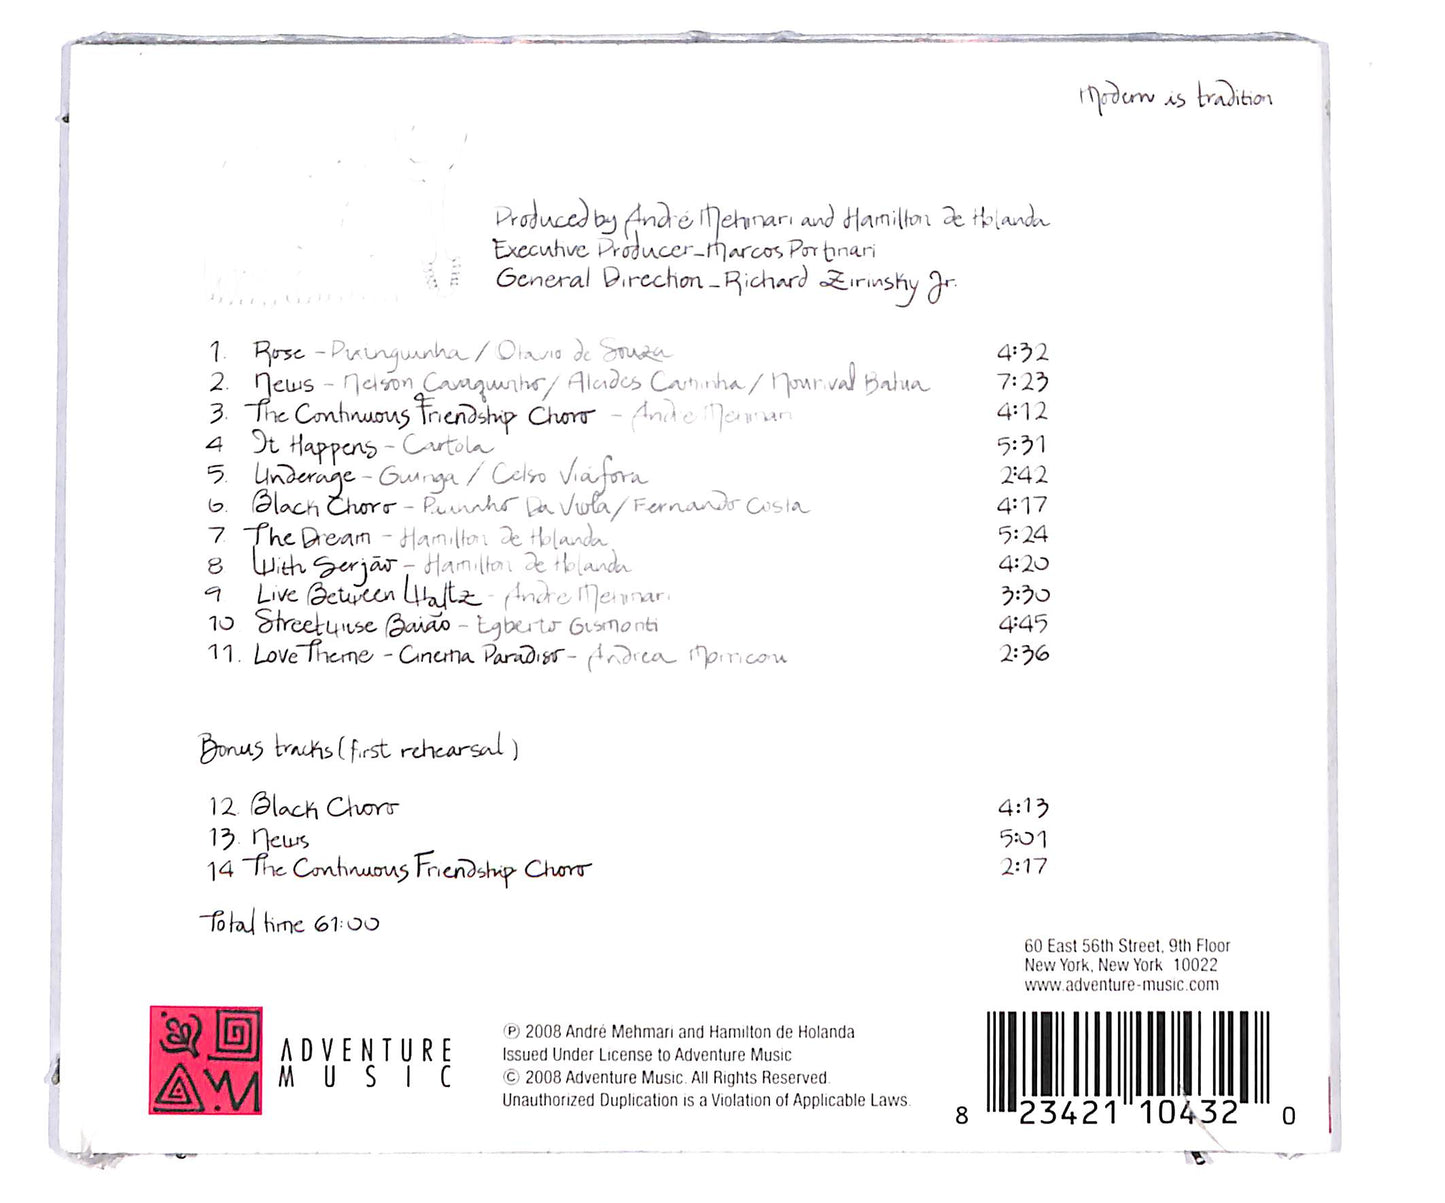 Modern is tradition
Produced by André Mehmari and Hamilton de Holanda
Executive Producer - Marcos Portinari
General Direction - Richard Zirinsky Jr.
1. Rose - Pixinguinha / Otavio de Souza 4:32
2. News - Nelson / Alcides Caminha / Nourival Bahia 7:23
3. The Continuous Friendship Choro - André Mehmari 4:12
4 It Happens - Cartola 5:31
5. Underage - Guinga / Celso Viáfora 2:42
6. Black Choro - Da Viola / Fernando Costa 4:17
7 The Dream - Hamilton de Holanda 5:24
8 With Serjão - Hamilton de Holanda 4:20
9 Live Between Waltz - André Mehmari 3:30
10 Streetwise Baião - Egberto Gismonti 4:45
11. Love Theme - Cinema Paradiso - Andrea Morricone 2:36
Bonus tracks (first rehearsal)
12. Black Choro 4:13
13. News 5:01
14 The Continuous Friendship Choro 2:17
Total time 61:00
60 East 56th Street, 9th Floor
New York, New York 10022
www.adventure-music.com
ADVENTURE
MUSIC
℗ 2008 André Mehmari and Hamilton de Holanda
Issued Under License to Adventure Music
© 2008 Adventure Music. All Rights Reserved.
Unauthorized Duplication is a Violation of Applicable Laws.
8 23421 10432 0